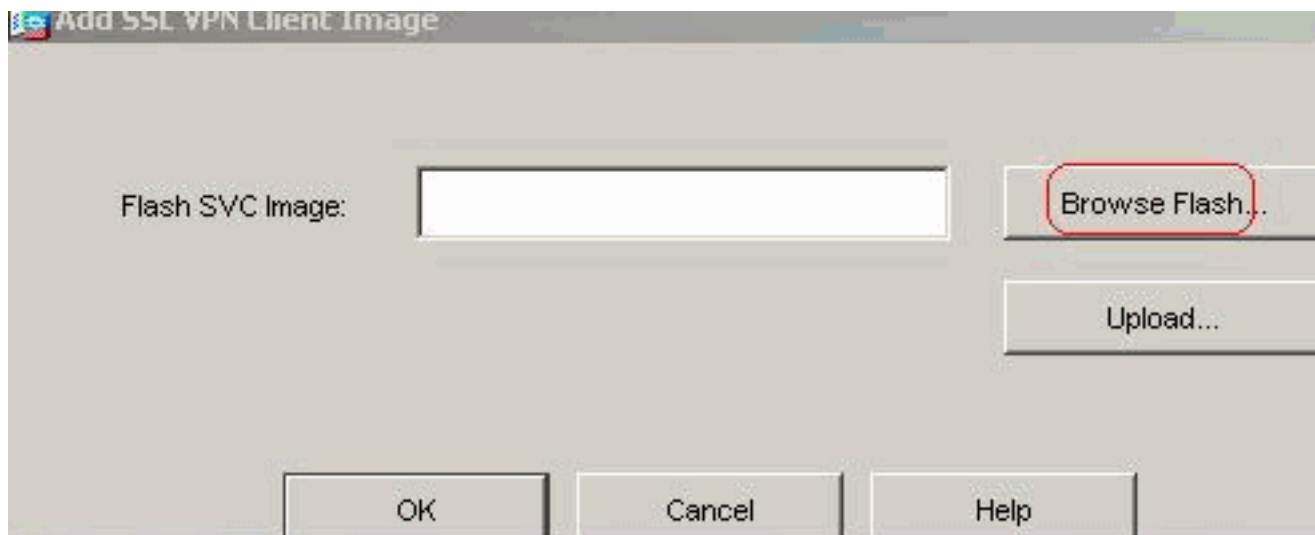 Add SSL VPN Client Image
Flash SVC Image:
Browse Flash...
Upload...
OK
Cancel
Help